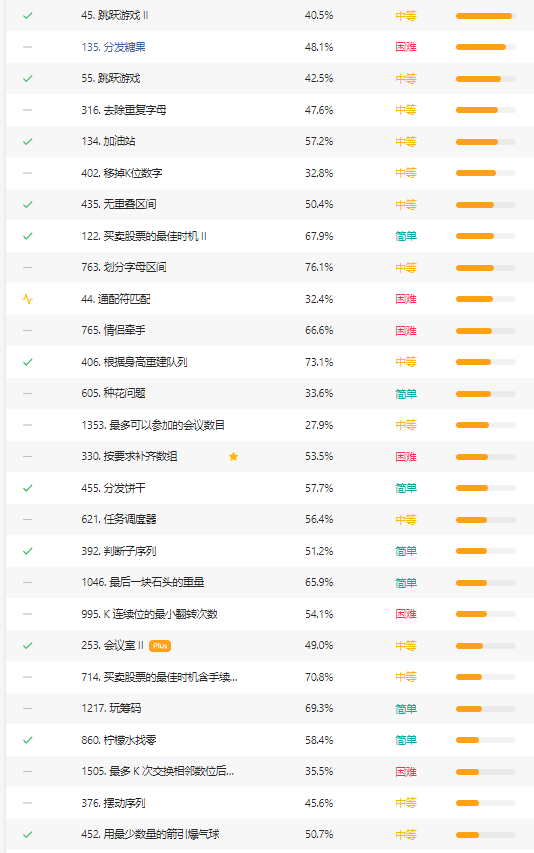 45. 跳跃游戏 II 40.5% 中等
135. 分发糖果 48.1% 困难
55. 跳跃游戏 42.5% 中等
316. 去除重复字母 47.6% 中等
134. 加油站 57.2% 中等
402. 移掉K位数字 32.8% 中等
435. 无重叠区间 50.4% 中等
122. 买卖股票的最佳时机 II 67.9% 简单
763. 划分字母区间 76.1% 中等
44. 通配符匹配 32.4% 困难
765. 情侣牵手 66.6% 困难
406. 根据身高重建队列 73.1% 中等
605. 种花问题 33.6% 简单
1353. 最多可以参加的会议数目 27.9% 中等
330. 按要求补齐数组 53.5% 困难
455. 分发饼干 57.7% 简单
621. 任务调度器 56.4% 中等
392. 判断子序列 51.2% 简单
1046. 最后一块石头的重量 65.9% 简单
995. K 连续位的最小翻转次数 54.1% 困难
253. 会议室 II Plus 49.0% 中等
714. 买卖股票的最佳时机含手续... 70.8% 中等
1217. 玩筹码 69.3% 简单
860. 柠檬水找零 58.4% 简单
1505. 最多 K 次交换相邻数位后... 35.5% 困难
376. 摆动序列 45.6% 中等
452. 用最少数量的箭引爆气球 50.7% 中等